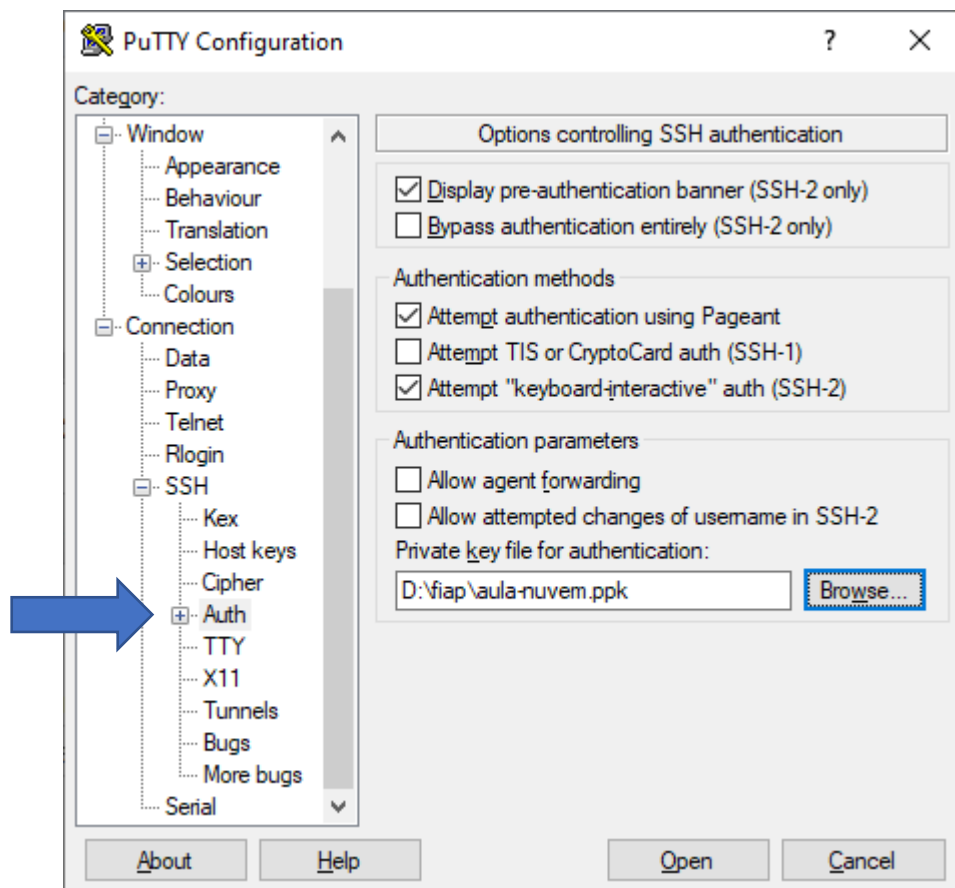 PuTTY Configuration
?
Category:
Window
Appearance
Behaviour
Translation
Selection
Colours
Connection
Data
Proxy
Telnet
Rlogin
SSH
Kex
Host keys
Cipher
Auth
TTY
X11
Tunnels
Bugs
More bugs
Serial
Options controlling SSH authentication
Display pre-authentication banner (SSH-2 only)
Bypass authentication entirely (SSH-2 only)
Authentication methods
Attempt authentication using Pageant
Attempt TIS or CryptoCard auth (SSH-1)
Attempt "keyboard-interactive" auth (SSH-2)
Authentication parameters
Allow agent forwarding
Allow attempted changes of username in SSH-2
Private key file for authentication:
D:\fiap\aula-nuvem.ppk
Browse...
About
Help
Open
Cancel